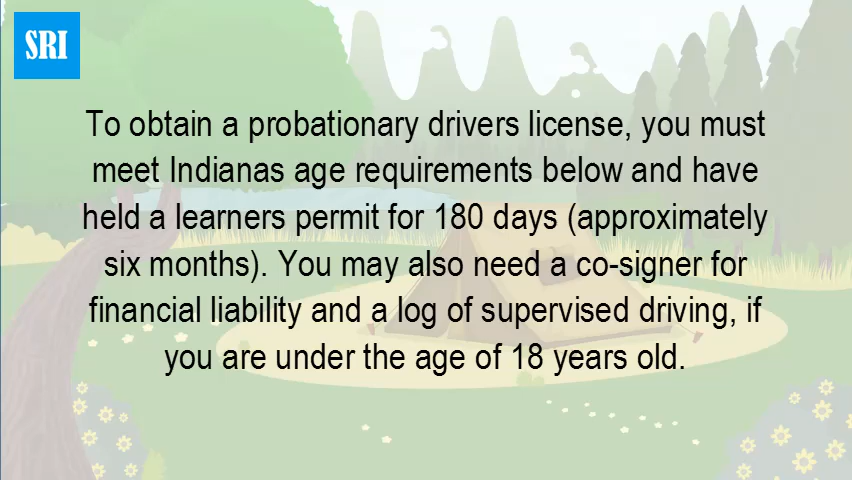 SRI
To obtain a probationary drivers license, you must
meet Indianas age requirements below and have
held a learners permit for 180 days (approximately
six months). You may also need a co-signer for
financial liability and a log of supervised driving, if
you are under the age of 18 years old.